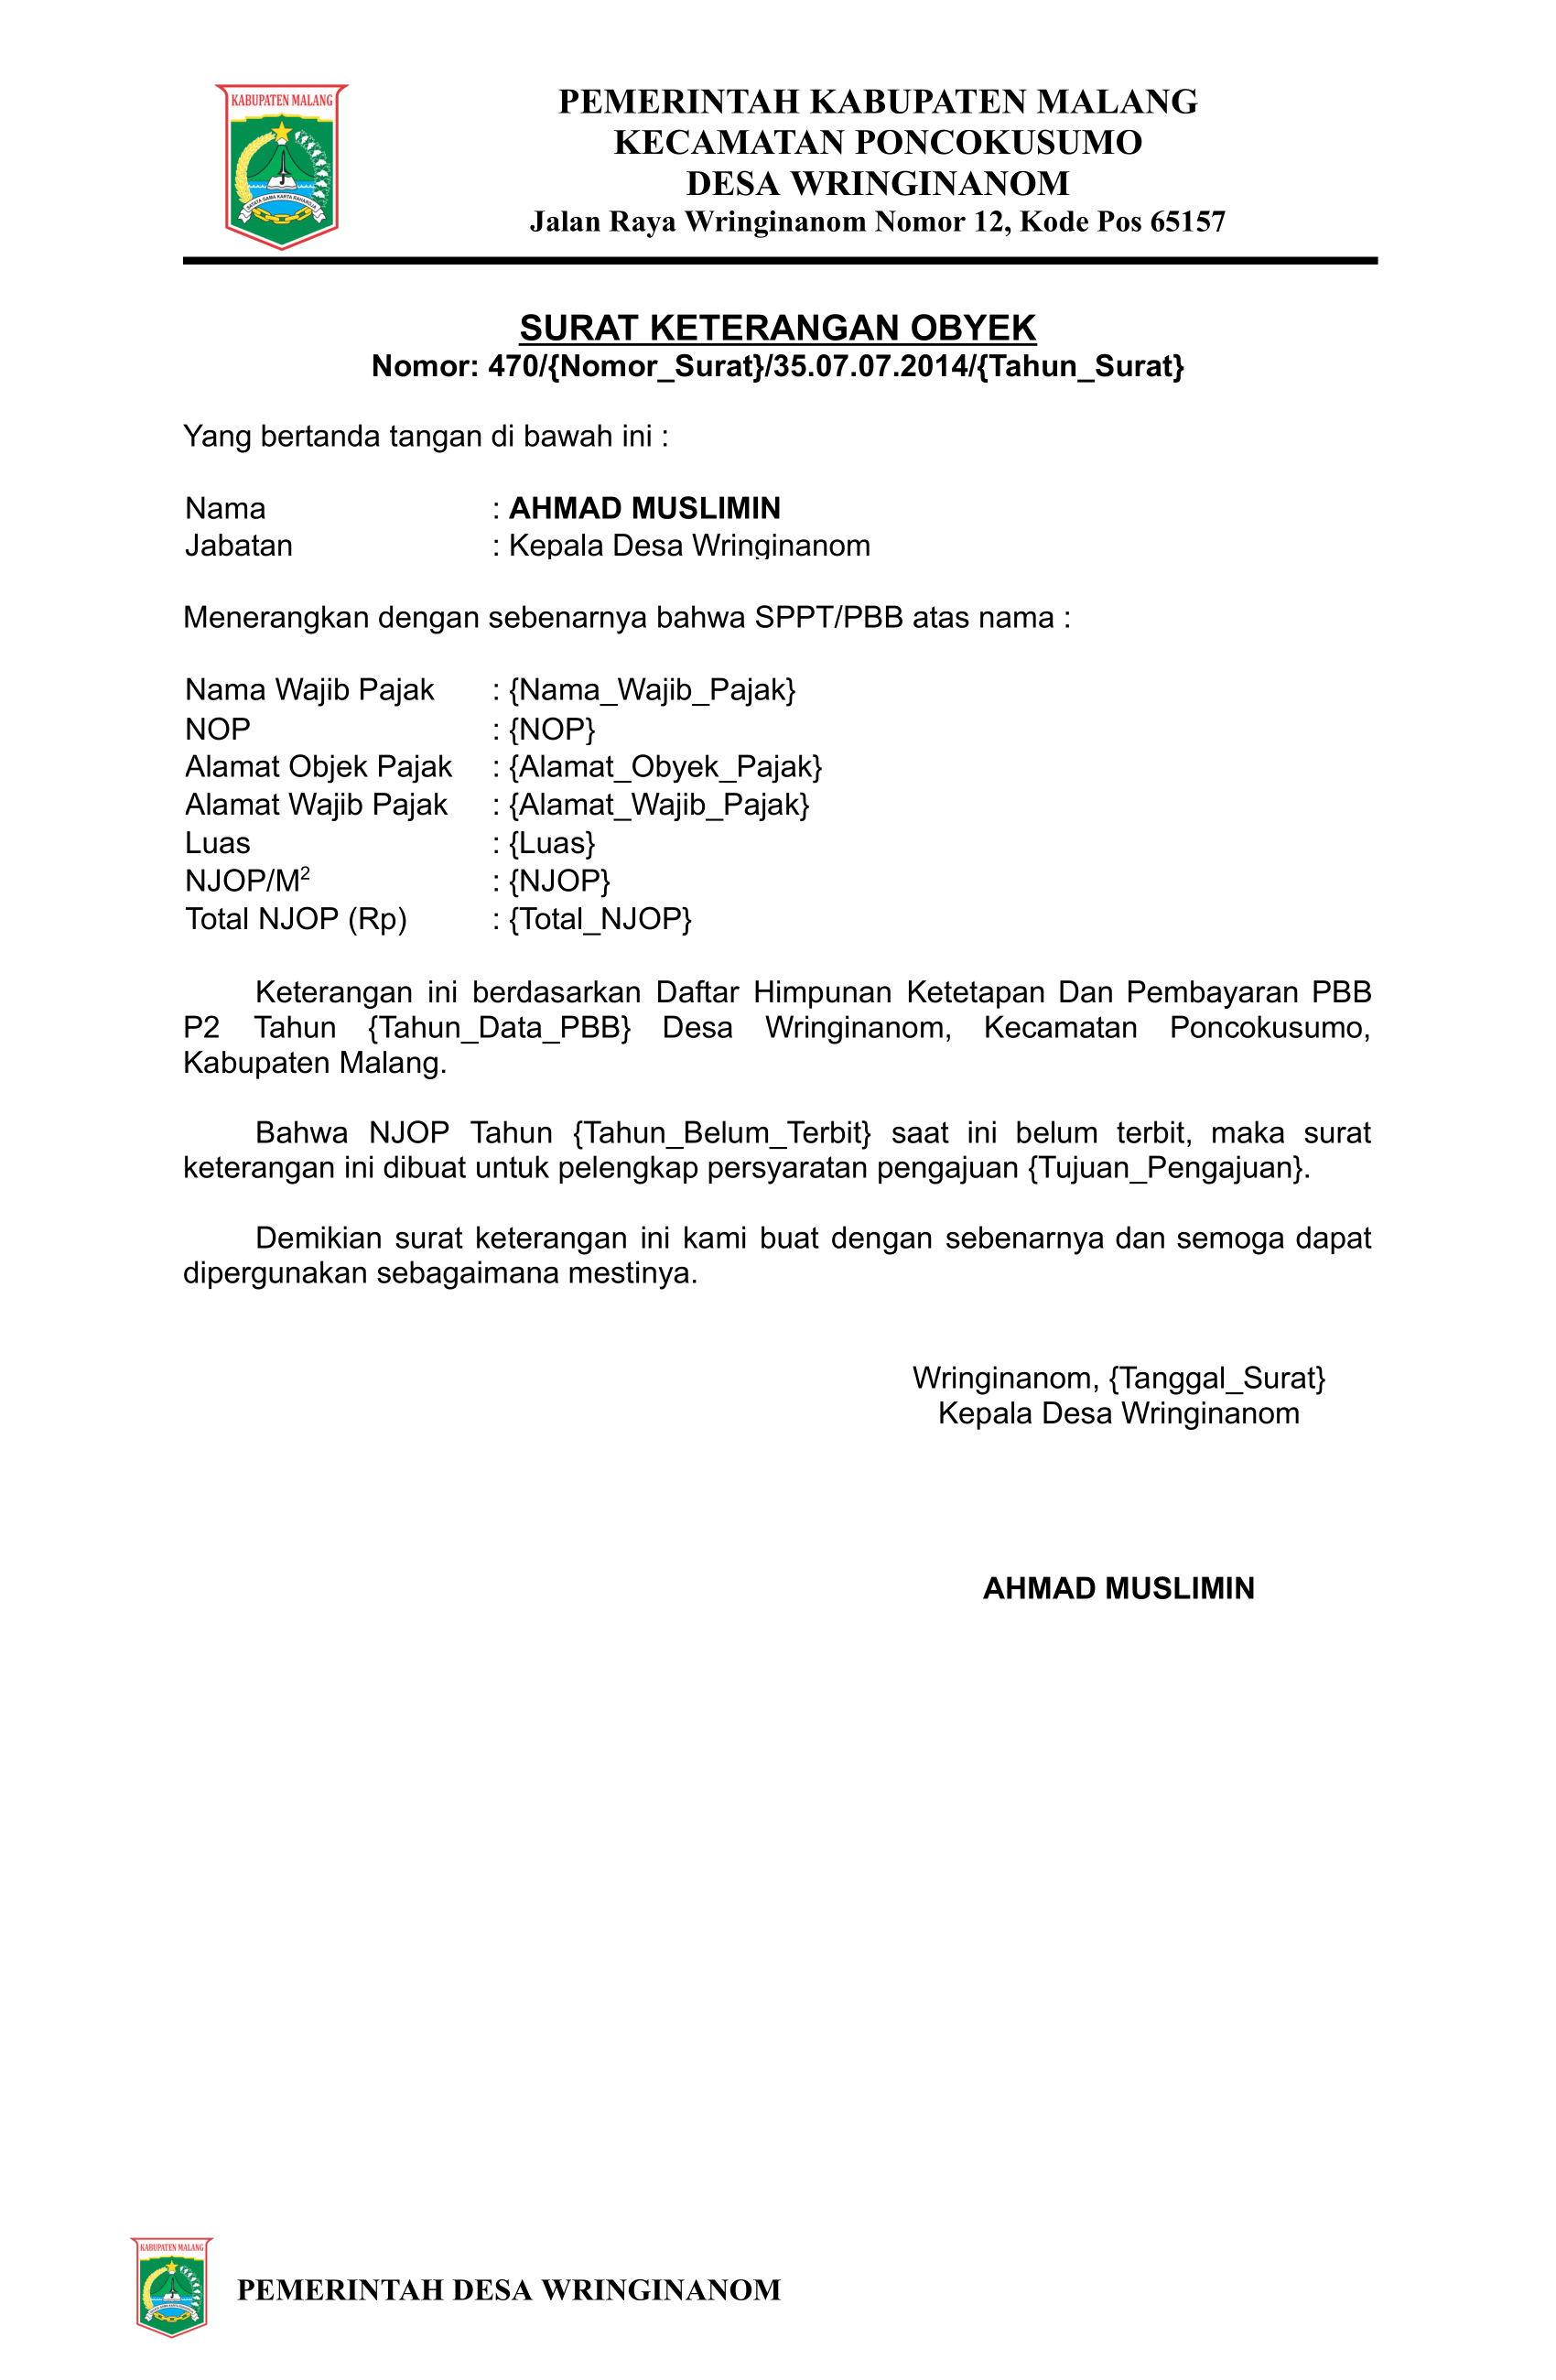 KABUPATEN MALANG
SATATA GAMA KARTA RAHARDJA
PEMERINTAH KABUPATEN MALANG
KECAMATAN PONCOKUSUMO
DESA WRINGINANOM
Jalan Raya Wringinanom Nomor 12, Kode Pos 65157
SURAT KETERANGAN OBYEK
Nomor: 470/{Nomor_Surat}/35.07.07.2014/{Tahun_Surat}
Yang bertanda tangan di bawah ini :
Nama : AHMAD MUSLIMIN
Jabatan : Kepala Desa Wringinanom
Menerangkan dengan sebenarnya bahwa SPPT/PBB atas nama :
Nama Wajib Pajak : {Nama_Wajib_Pajak}
NOP : {NOP}
Alamat Objek Pajak : {Alamat_Obyek_Pajak}
Alamat Wajib Pajak : {Alamat_Wajib_Pajak}
Luas : {Luas}
NJOP/M² : {NJOP}
Total NJOP (Rp) : {Total_NJOP}
Keterangan ini berdasarkan Daftar Himpunan Ketetapan Dan Pembayaran PBB
P2 Tahun {Tahun_Data_PBB} Desa Wringinanom, Kecamatan Poncokusumo,
Kabupaten Malang.
Bahwa NJOP Tahun {Tahun_Belum_Terbit} saat ini belum terbit, maka surat
keterangan ini dibuat untuk pelengkap persyaratan pengajuan {Tujuan_Pengajuan}.
Demikian surat keterangan ini kami buat dengan sebenarnya dan semoga dapat
dipergunakan sebagaimana mestinya.
Wringinanom, {Tanggal_Surat}
Kepala Desa Wringinanom
AHMAD MUSLIMIN
KABUPATEN MALANG
PEMERINTAH DESA WRINGINANOM